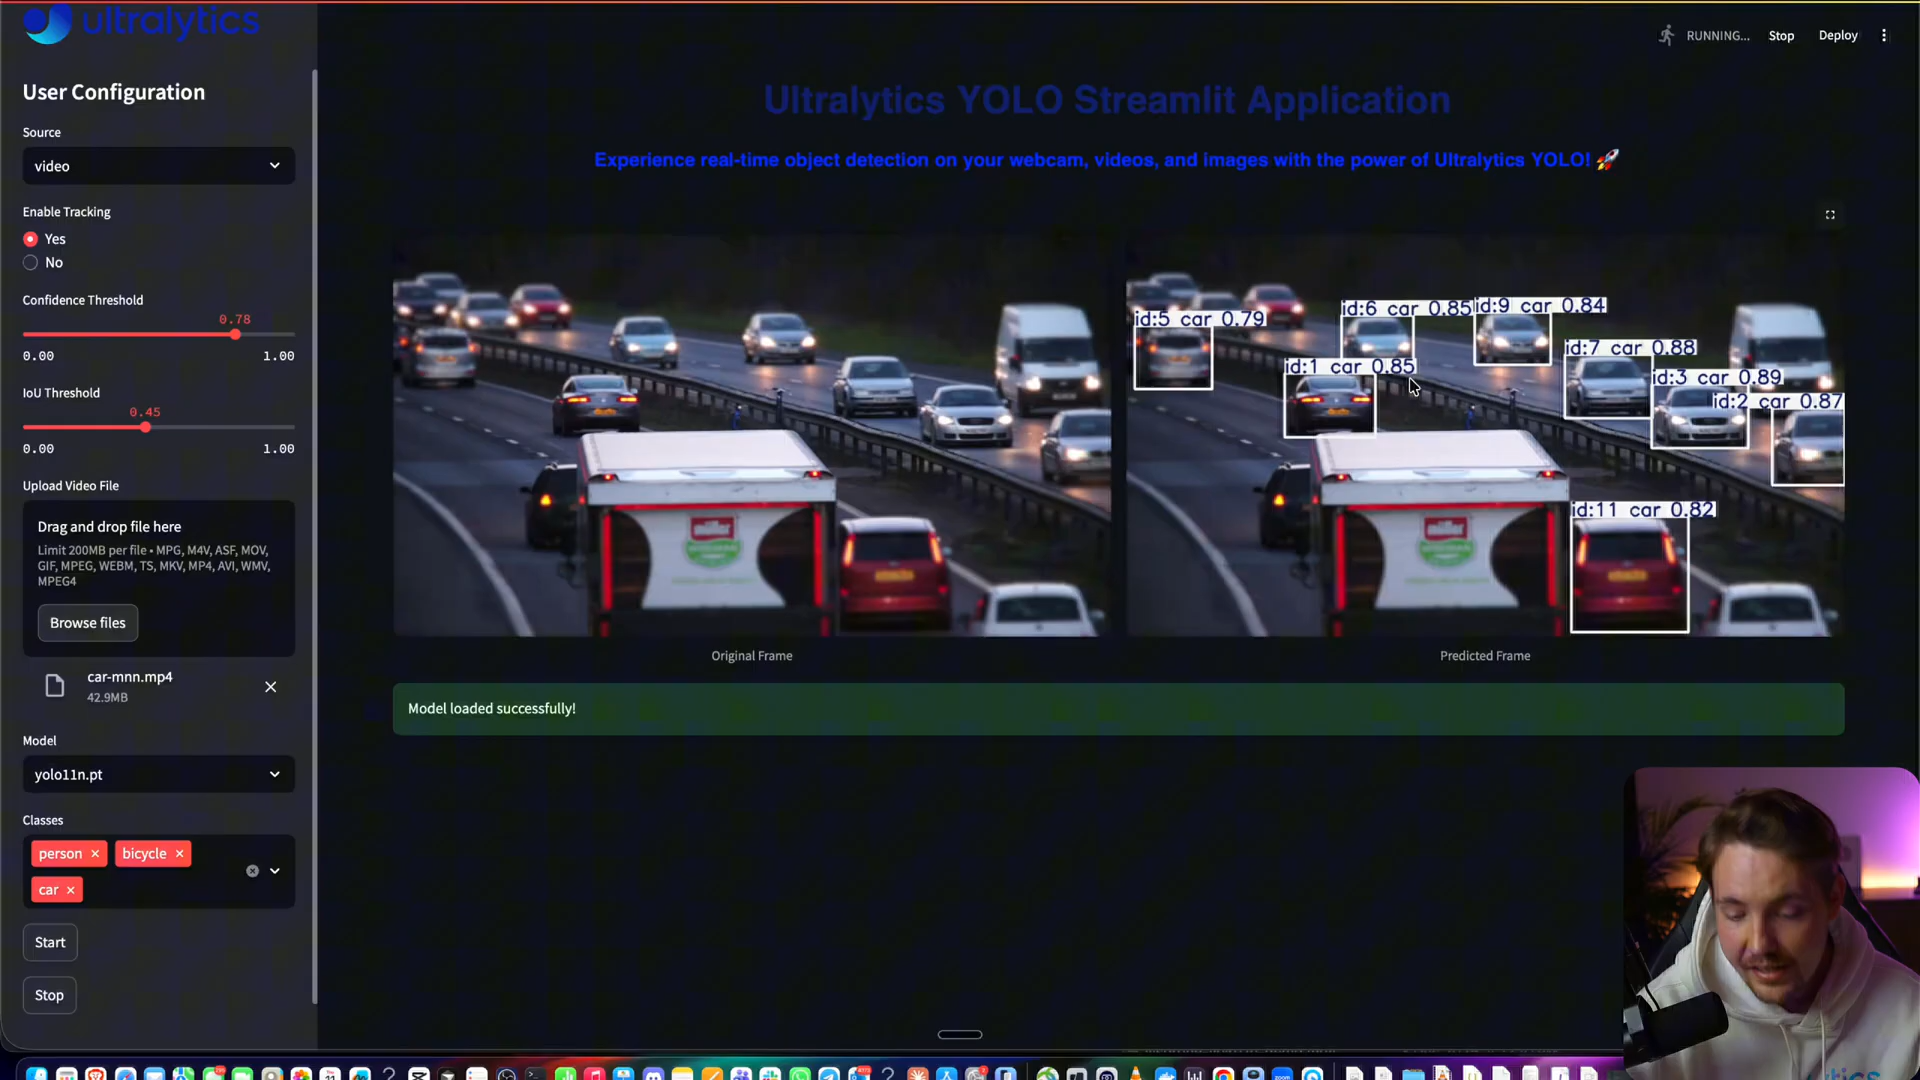 ultralytics
RUNNING...
Stop
Deploy
User Configuration
Source
video
Enable Tracking
Yes
No
Confidence Threshold
0.78
0.00
1.00
IoU Threshold
0.45
0.00
1.00
Upload Video File
Drag and drop file here
Limit 200MB per file • MPG, M4V, ASF, MOV,
GIF, MPEG, WEBM, TS, MKV, MP4, AVI, WMV,
MPEG4
Browse files
car-mnn.mp4
42.9MB
Model
yolo11n.pt
Classes
person
bicycle
car
Start
Stop
Ultralytics YOLO Streamlit Application
Experience real-time object detection on your webcam, videos, and images with the power of Ultralytics YOLO! 🚀
müller
Original Frame
id:5 car 0.79
id:6 car 0.85
id:9 car 0.84
id:1 car 0.85
id:7 car 0.88
id:3 car 0.89
id:2 car 0.87
id:11 car 0.82
müller
Predicted Frame
Model loaded successfully!